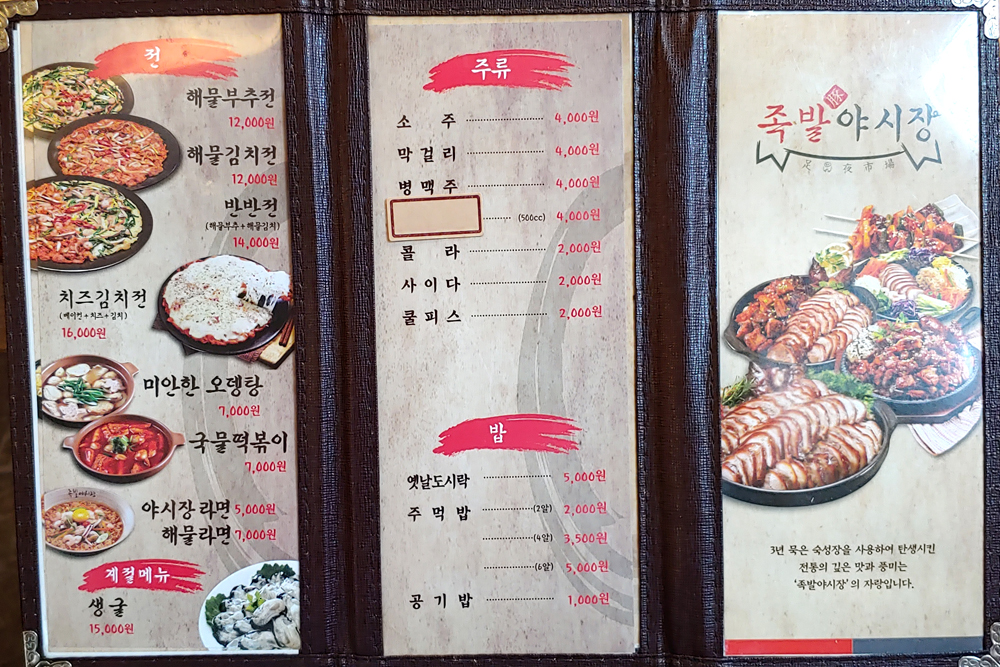 전
해물부추전
12,000원
해물김치전
12,000원
반반전
(해물부추+해물김치)
14,000원
치즈김치전
(베이컨+치즈+김치)
16,000원
미안한 오뎅탕
7,000원
국물떡볶이
7,000원
야시장 라면 5,000원
해물라면 7,000원
계절메뉴
생굴
15,000원
주류
소 주 4,000원
막걸리 4,000원
병맥주 4,000원
(500cc) 4,000원
콜 라 2,000원
사이다 2,000원
쿨피스 2,000원
밥
옛날도시락 5,000원
주먹밥 (2알) 2,000원
(4알) 3,500원
(6알) 5,000원
공기밥 1,000원
족발야시장
夜市場
3년 묵은 숙성장을 사용하여 탄생시킨
전통의 깊은 맛과 풍미는
'족발야시장'의 자랑입니다.